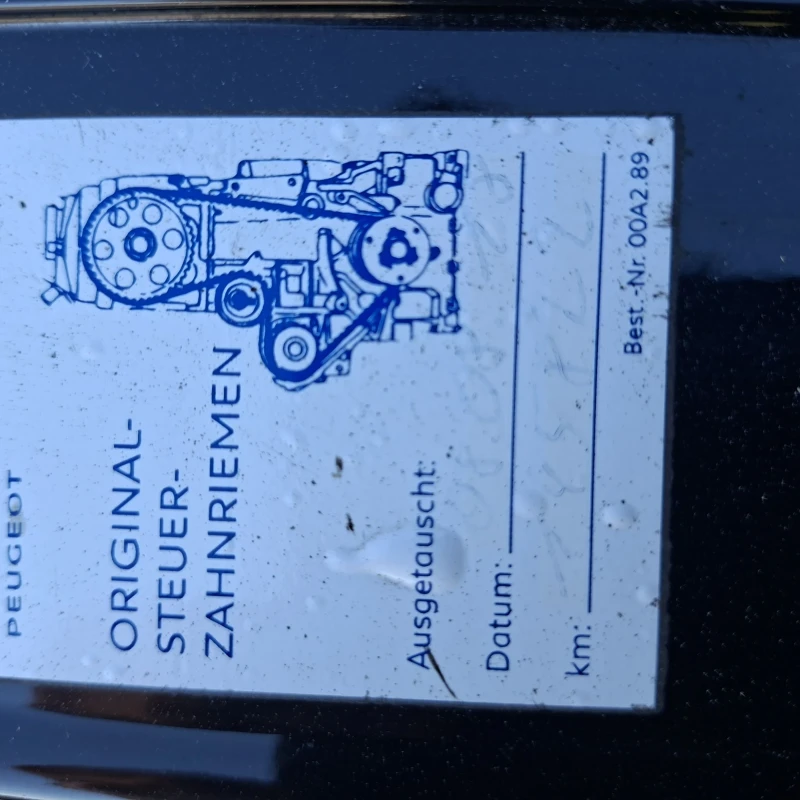 PEUGEOT
ORIGINAL-
STEUER-
ZAHNRIEMEN
Ausgetauscht:
Datum:
km:
Best.-Nr. 00A2.89